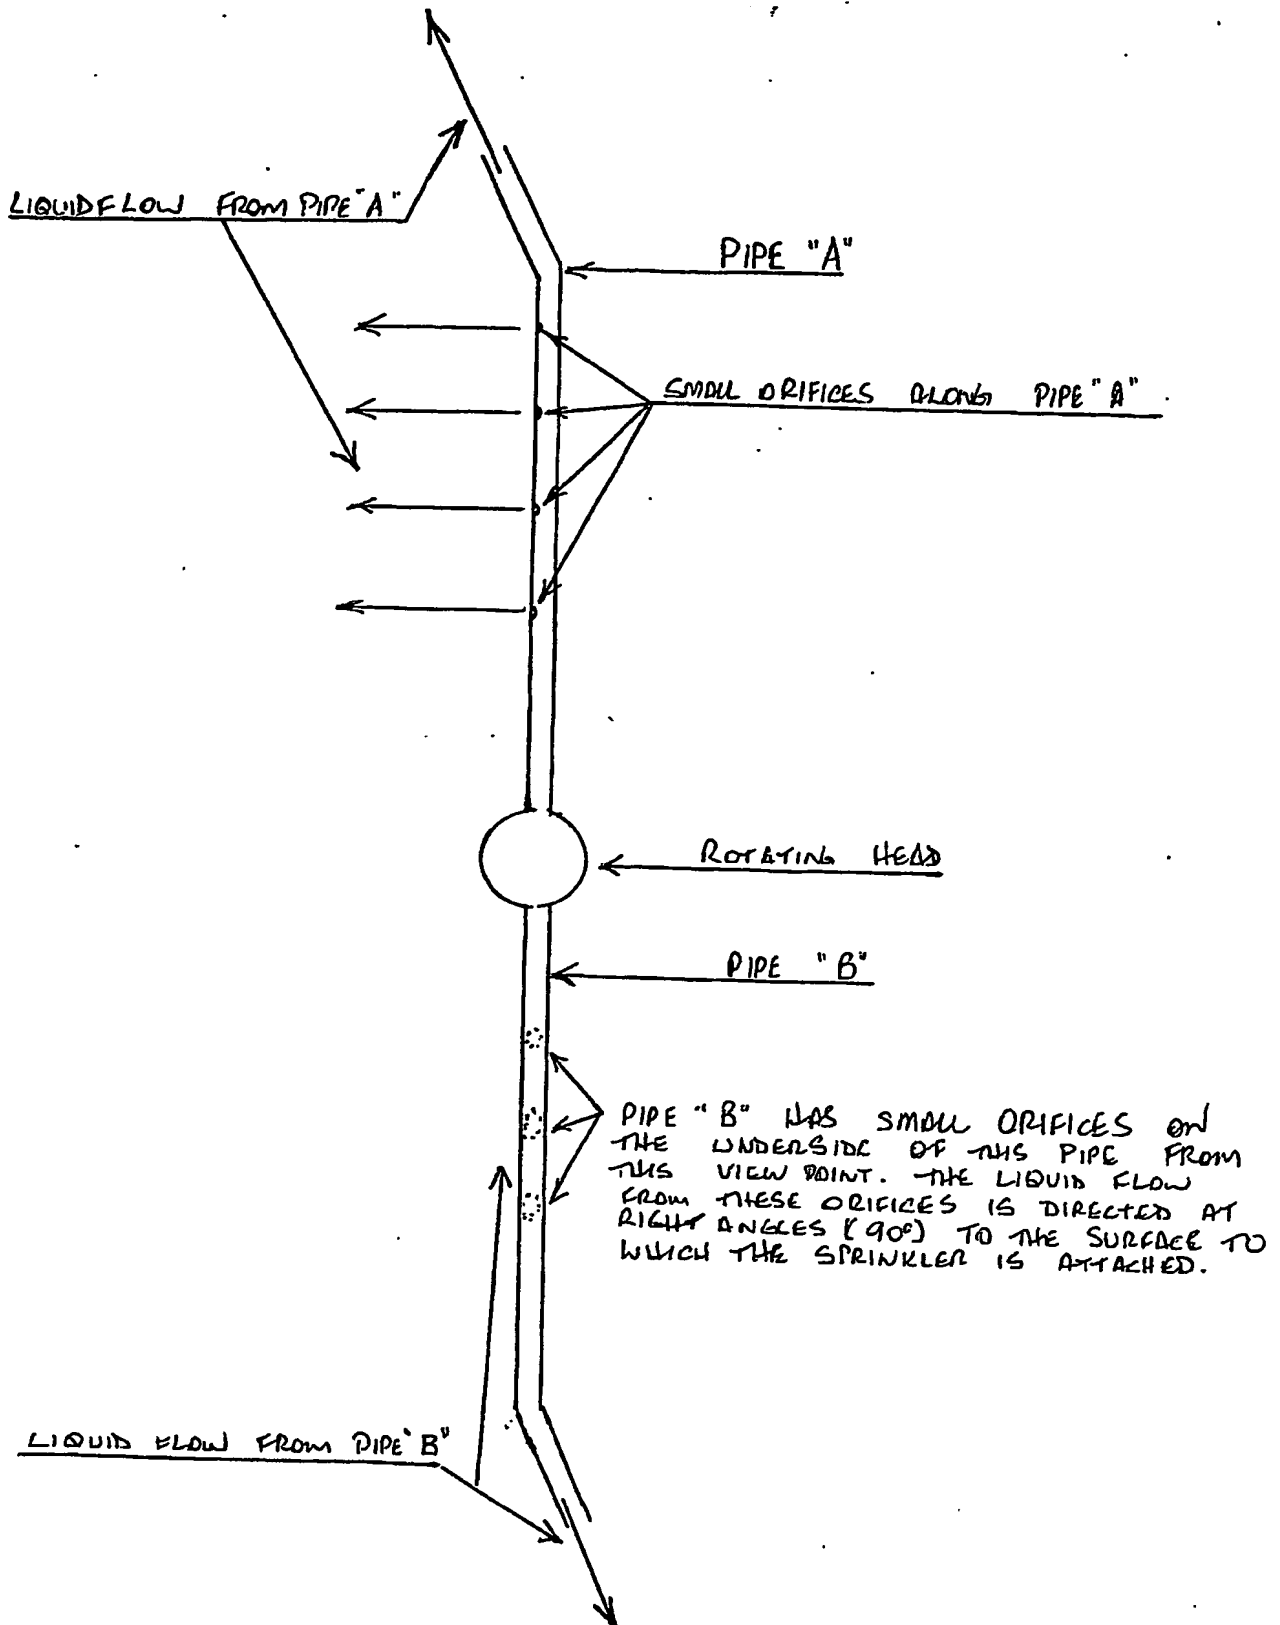 LIQUID FLOW FROM PIPE "A"
PIPE "A"
SMALL ORIFICES ALONG PIPE "A"
ROTATING HEAD
PIPE "B"
PIPE "B" HAS SMALL ORIFICES ON
THE UNDERSIDE OF THIS PIPE FROM
THIS VIEW POINT. THE LIQUID FLOW
FROM THESE ORIFICES IS DIRECTED AT
RIGHT ANGLES (90°) TO THE SURFACE TO
WHICH THE SPRINKLER IS ATTACHED.
LIQUID FLOW FROM PIPE "B"